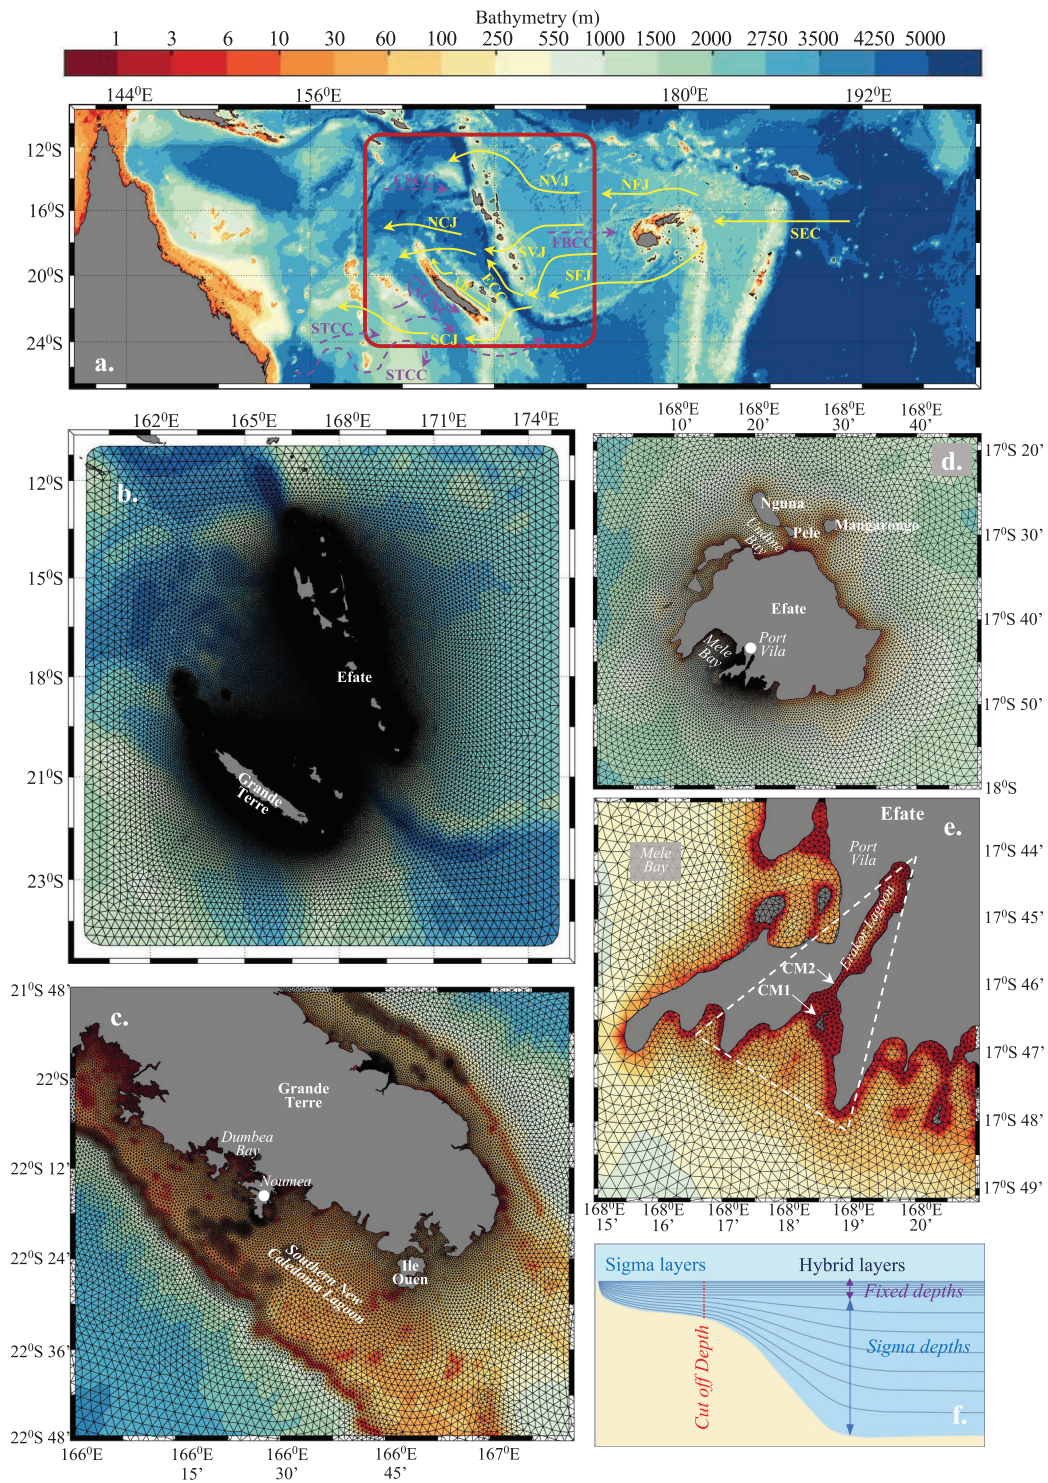 Bathymetry (m)
1 3 6 10 30 60 100 250 550 1000 1500 2000 2750 3500 4250 5000
144⁰E 156⁰E 180⁰E 192⁰E
12⁰S
16⁰S
20⁰S
24⁰S
CSCC
NVJ
NFJ
NCJ
SVJ
FBCC
SEC
SFJ
STCC
SCJ
STCC
a.
162⁰E 165⁰E 168⁰E 171⁰E 174⁰E
12⁰S
15⁰S
18⁰S
21⁰S
23⁰S
b.
Efate
Grande
Terre
168⁰E 168⁰E 168⁰E 168⁰E
10’ 20’ 30’ 40’
17⁰S 20’
17⁰S 30’
17⁰S 40’
17⁰S 50’
18⁰S
d.
Nguna
Pele
Mangarongo
Undine
Bay
Efate
Mele
Bay
Port
Vila
21⁰S 48’
22⁰S
22⁰S 12’
22⁰S 24’
22⁰S 36’
22⁰S 48’
c.
Grande
Terre
Dumbea
Bay
Noumea
Ile
Ouen
Southern New
Caledonia Lagoon
166⁰E 166⁰E 166⁰E 166⁰E 167⁰E
15’ 30’ 45’
Efate
e.
Mele
Bay
Port
Vila
Erakor Lagoon
CM2
CM1
17⁰S 44’
17⁰S 45’
17⁰S 46’
17⁰S 47’
17⁰S 48’
17⁰S 49’
168⁰E 168⁰E 168⁰E 168⁰E 168⁰E 168⁰E
15’ 16’ 17’ 18’ 19’ 20’
Sigma layers
Hybrid layers
Fixed depths
Sigma depths
Cut off Depth
f.